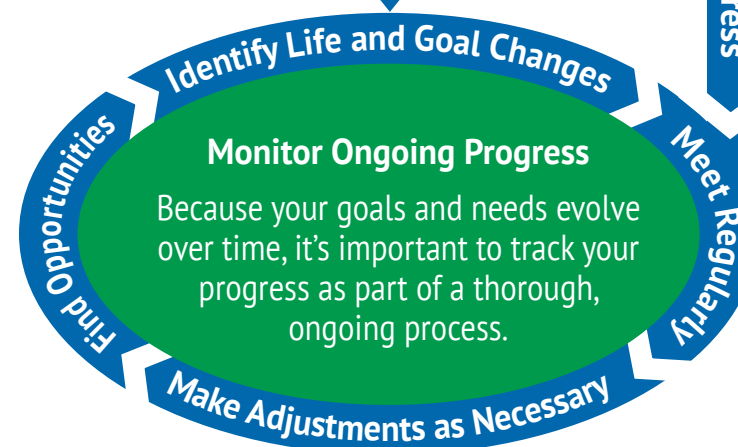 Identify Life and Goal Changes
Meet Regularly
Make Adjustments as Necessary
Find Opportunities
Monitor Ongoing Progress
Because your goals and needs evolve
over time, it’s important to track your
progress as part of a thorough,
ongoing process.